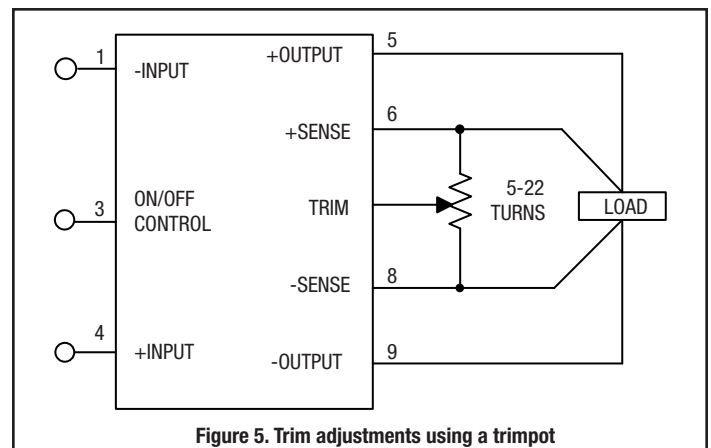 1
-INPUT
+OUTPUT
5
6
+SENSE
3
ON/OFF
CONTROL
TRIM
5-22
TURNS
LOAD
-SENSE
8
4
+INPUT
-OUTPUT
9
Figure 5. Trim adjustments using a trimpot